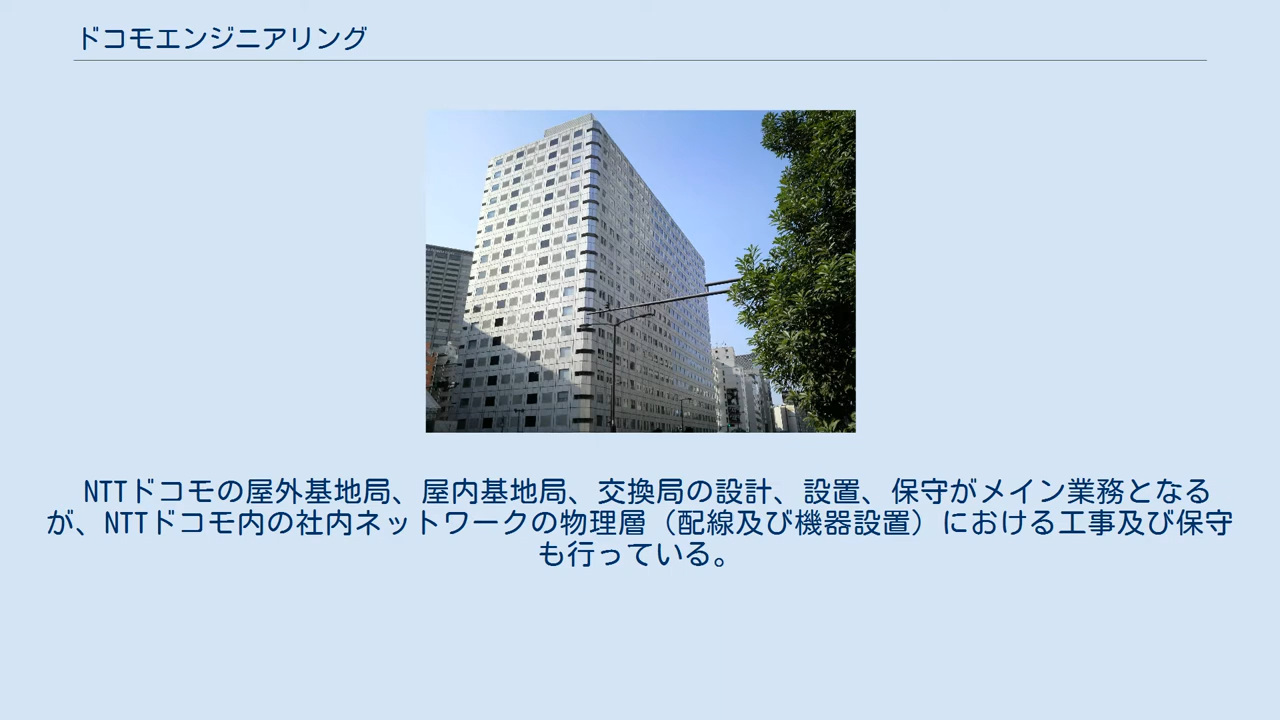 ドコモエンジニアリング
NTTドコモの屋外基地局、屋内基地局、交換局の設計、設置、保守がメイン業務となる
が、NTTドコモ内の社内ネットワークの物理層（配線及び機器設置）における工事及び保守
も行っている。